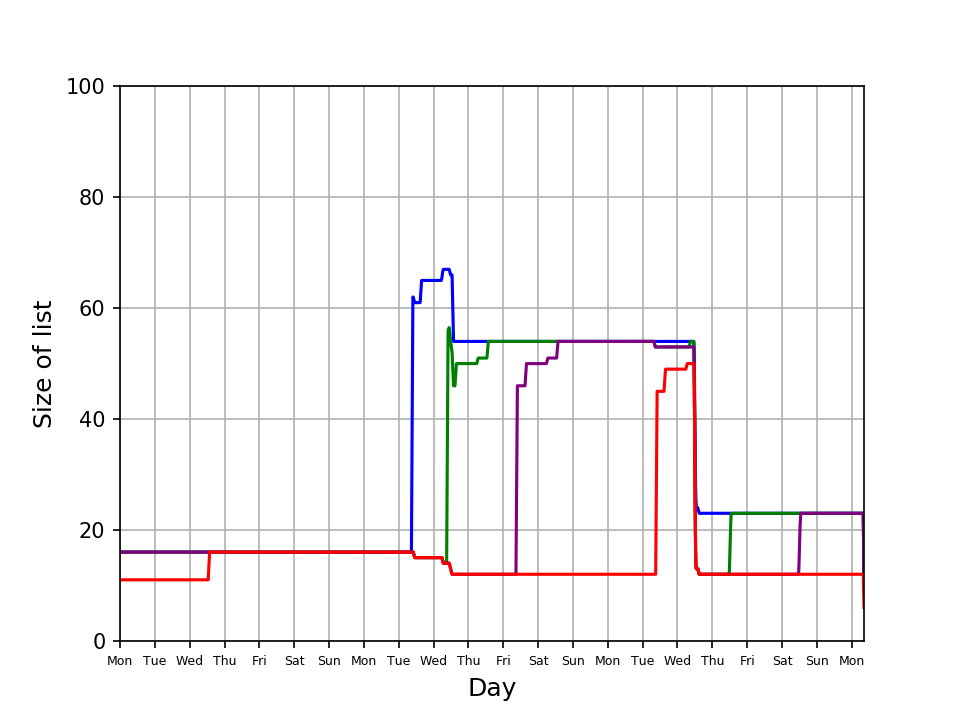 100
80
60
40
20
0
Size of list
Mon Tue Wed Thu Fri Sat Sun Mon Tue Wed Thu Fri Sat Sun Mon Tue Wed Thu Fri Sat Sun Mon
Day